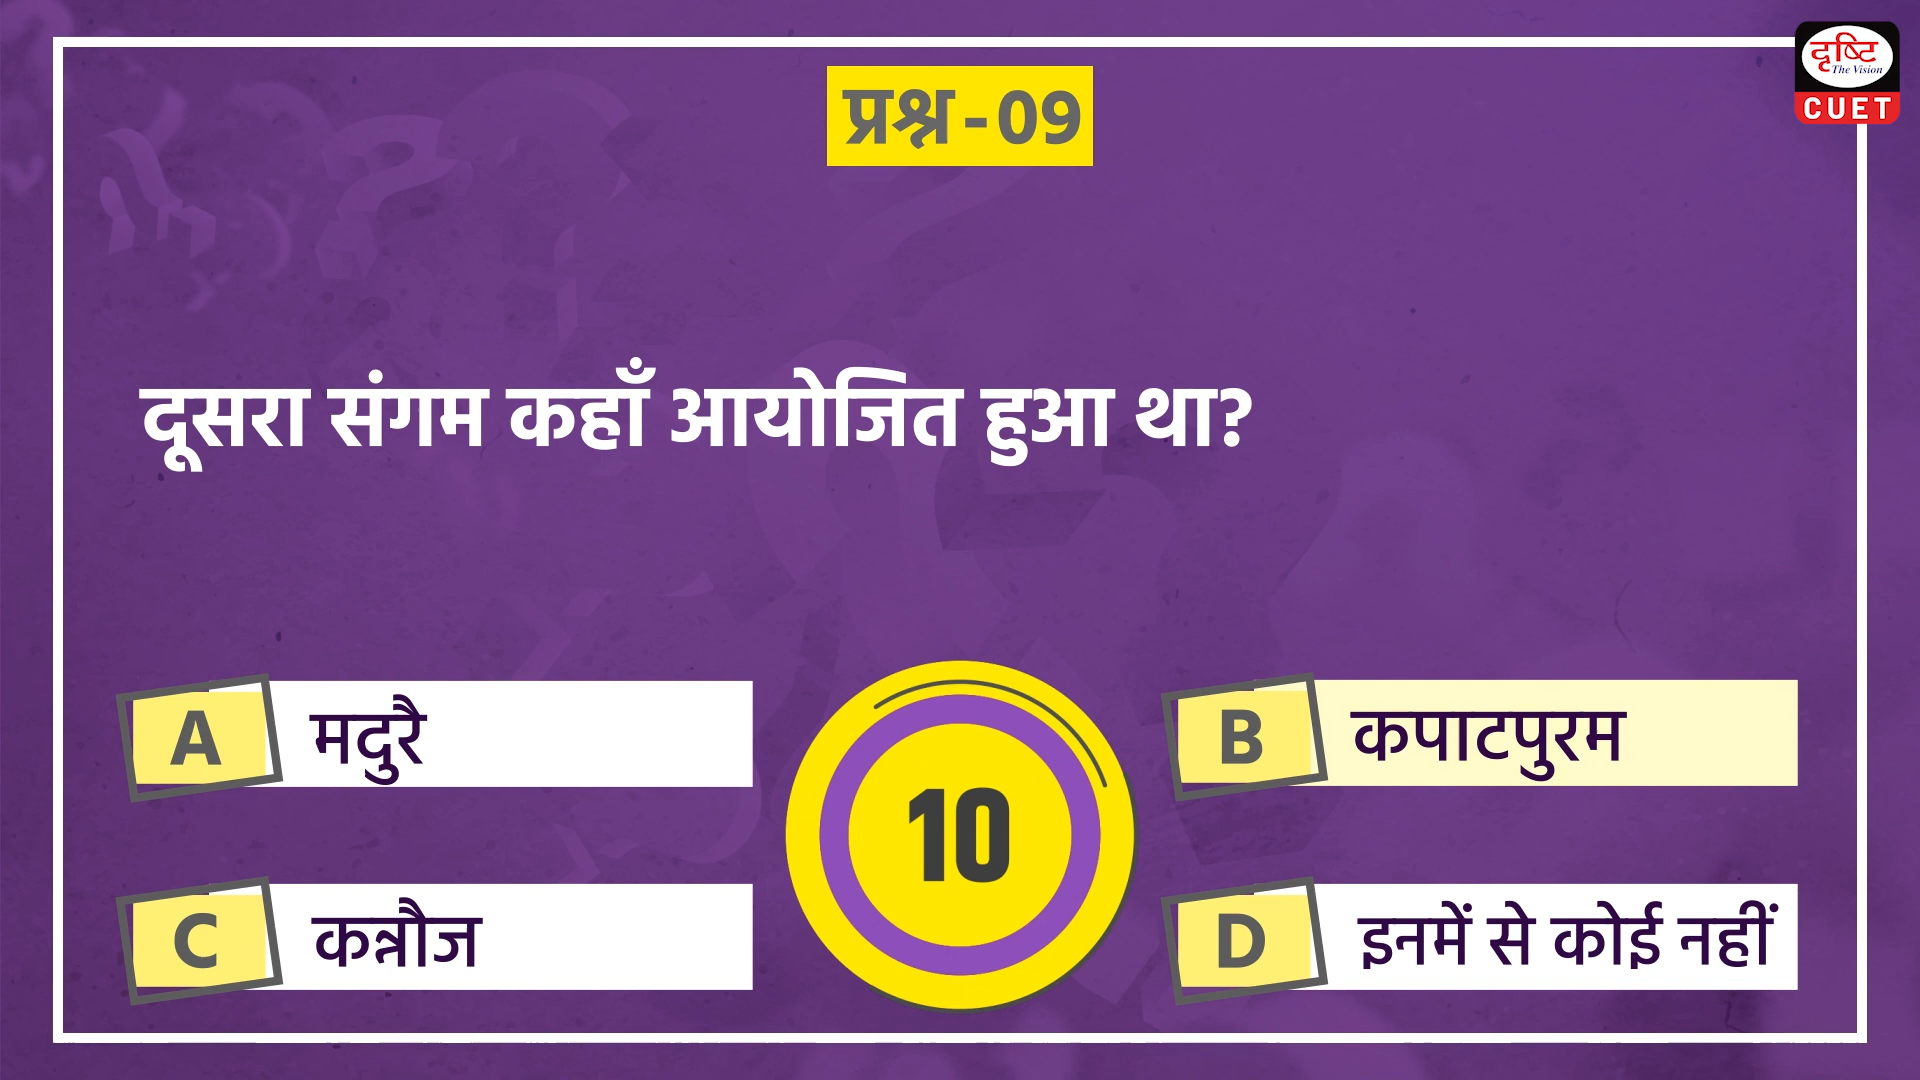 दृष्टि
The Vision
CUET
प्रश्न - 09
दूसरा संगम कहाँ आयोजित हुआ था?
A मदुरै
B कपाटपुरम
10
C कन्नौज
D इनमें से कोई नहीं